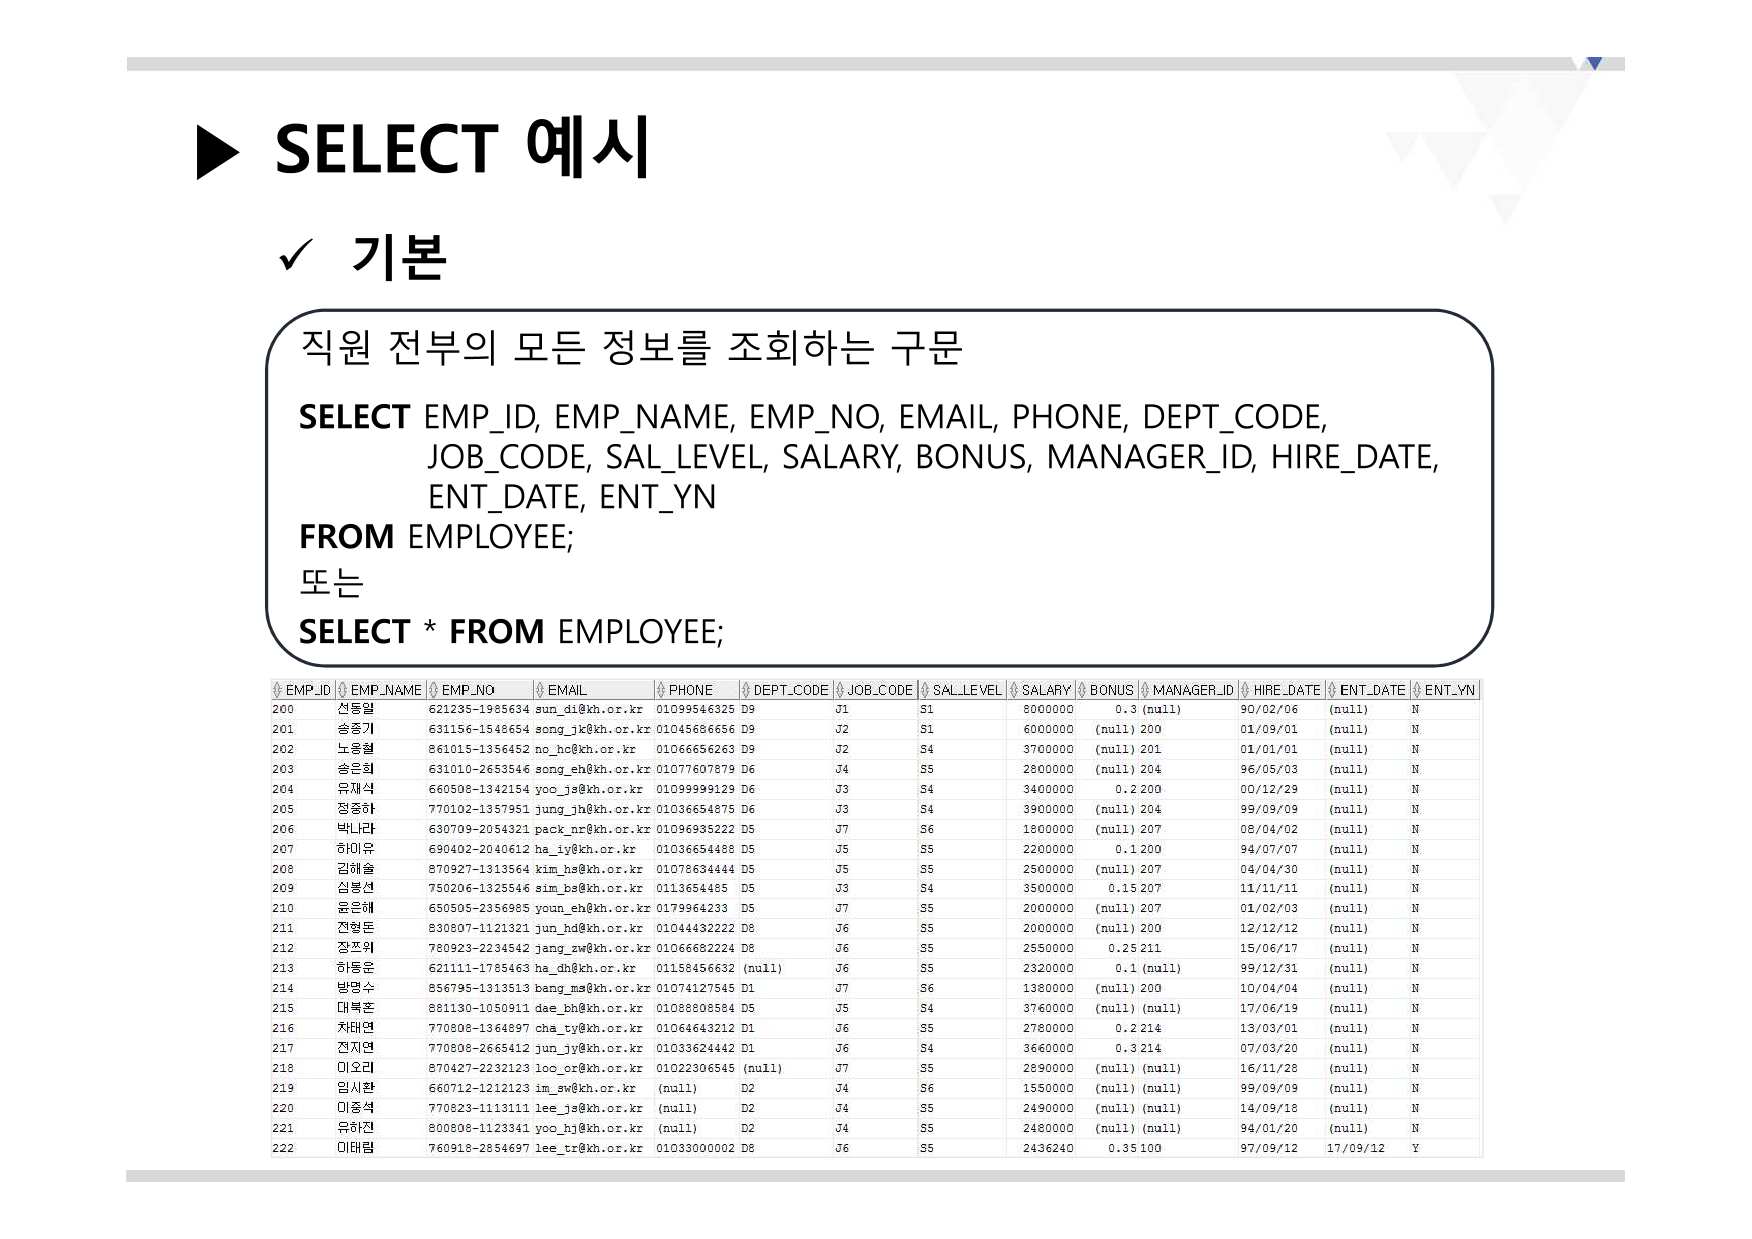 ▶ SELECT 예시
✓ 기본
직원 전부의 모든 정보를 조회하는 구문
SELECT EMP_ID, EMP_NAME, EMP_NO, EMAIL, PHONE, DEPT_CODE,
JOB_CODE, SAL_LEVEL, SALARY, BONUS, MANAGER_ID, HIRE_DATE,
ENT_DATE, ENT_YN
FROM EMPLOYEE;
또는
SELECT * FROM EMPLOYEE;
EMP_ID EMP_NAME EMP_NO EMAIL PHONE DEPT_CODE JOB_CODE SAL_LEVEL SALARY BONUS MANAGER_ID HIRE_DATE ENT_DATE ENT_YN
200 선동일 621235-1985634 sun_di@kh.or.kr 01099546325 D9 J1 S1 8000000 0.3 (null) 90/02/06 (null) N
201 송종기 631156-1548654 song_jk@kh.or.kr 01045686656 D9 J2 S1 6000000 (null) 200 01/09/01 (null) N
202 노옹철 861015-1356452 no_hc@kh.or.kr 01066656263 D9 J2 S4 3700000 (null) 201 01/01/01 (null) N
203 송은희 631010-2653546 song_eh@kh.or.kr 01077607879 D6 J4 S5 2800000 (null) 204 96/05/03 (null) N
204 유재식 660508-1342154 yoo_js@kh.or.kr 01099999129 D6 J3 S4 3400000 0.2 200 00/12/29 (null) N
205 정중하 770102-1357951 jung_jh@kh.or.kr 01036654875 D6 J3 S4 3900000 (null) 204 99/09/09 (null) N
206 박나라 630709-2054321 pack_nr@kh.or.kr 01096935222 D5 J7 S6 1800000 (null) 207 08/04/02 (null) N
207 하이유 690402-2040612 ha_iy@kh.or.kr 01036654488 D5 J5 S5 2200000 0.1 200 94/07/07 (null) N
208 김해술 870927-1313564 kim_hs@kh.or.kr 01078634444 D5 J5 S5 2500000 (null) 207 04/04/30 (null) N
209 심봉선 750206-1325546 sim_bs@kh.or.kr 0113654485 D5 J3 S4 3500000 0.15 207 11/11/11 (null) N
210 윤은해 650505-2356985 youn_eh@kh.or.kr 0179964233 D5 J7 S5 2000000 (null) 207 01/02/03 (null) N
211 전형돈 830807-1121321 jun_hd@kh.or.kr 01044432222 D8 J6 S5 2000000 (null) 200 12/12/12 (null) N
212 장쯔위 780923-2234542 jang_zw@kh.or.kr 01066682224 D8 J6 S5 2550000 0.25 211 15/06/17 (null) N
213 하동운 621111-1785463 ha_dh@kh.or.kr 01158456632 (null) J6 S5 2320000 0.1 (null) 99/12/31 (null) N
214 방명수 856795-1313513 bang_ms@kh.or.kr 01074127545 D1 J7 S6 1380000 (null) 200 10/04/04 (null) N
215 대북혼 881130-1050911 dae_bh@kh.or.kr 01088808584 D5 J5 S4 3760000 (null) (null) 17/06/19 (null) N
216 차태연 770808-1364897 cha_ty@kh.or.kr 01064643212 D1 J6 S5 2780000 0.2 214 13/03/01 (null) N
217 전지연 770808-2665412 jun_jy@kh.or.kr 01033624442 D1 J6 S4 3660000 0.3 214 07/03/20 (null) N
218 이오리 870427-2232123 loo_or@kh.or.kr 01022306545 (null) J7 S5 2890000 (null) (null) 16/11/28 (null) N
219 임시환 660712-1212123 im_sw@kh.or.kr (null) D2 J4 S6 1550000 (null) (null) 99/09/09 (null) N
220 이중석 770823-1113111 lee_js@kh.or.kr (null) D2 J4 S5 2490000 (null) (null) 14/09/18 (null) N
221 유하진 800808-1123341 yoo_hj@kh.or.kr (null) D2 J4 S5 2480000 (null) (null) 94/01/20 (null) N
222 이태림 760918-2854697 lee_tr@kh.or.kr 01033000002 D8 J6 S5 2436240 0.35 100 97/09/12 17/09/12 Y